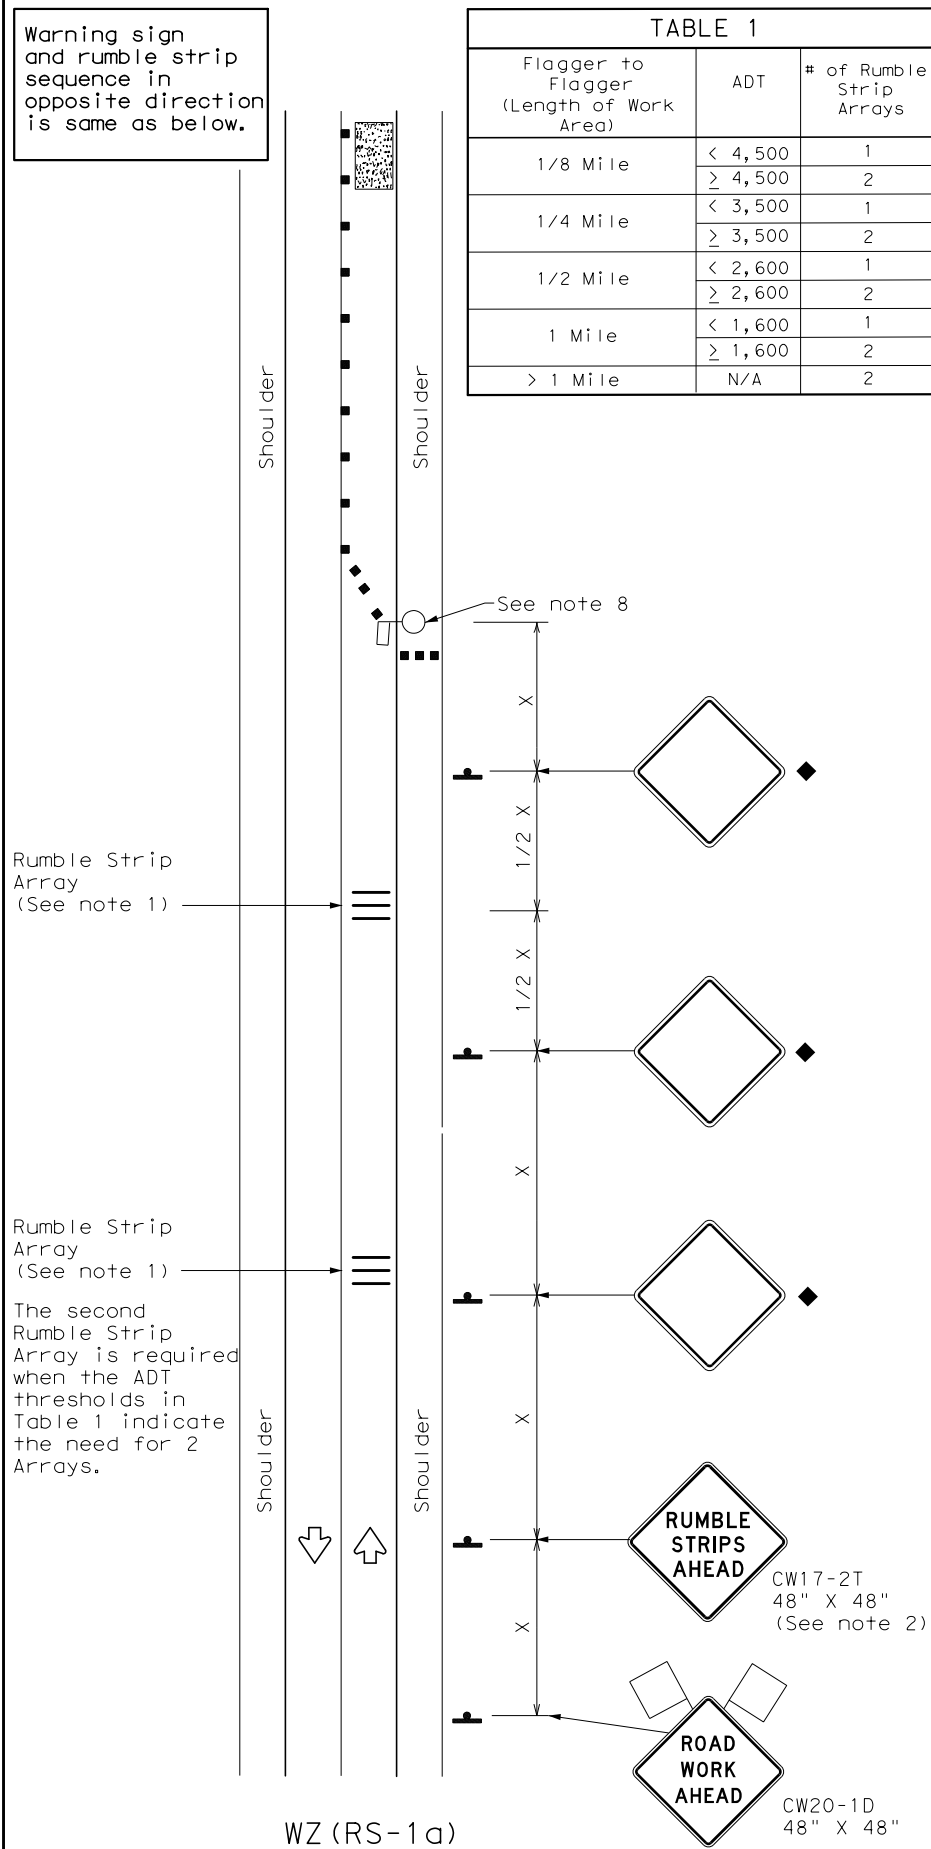 Warning sign
and rumble strip
sequence in
opposite direction
is same as below.
TABLE 1
Flagger to
Flagger
(Length of Work
Area)
ADT
# of Rumble
Strip
Arrays
1/8 Mile
< 4,500
1
≥ 4,500
2
1/4 Mile
< 3,500
1
≥ 3,500
2
1/2 Mile
< 2,600
1
≥ 2,600
2
1 Mile
< 1,600
1
≥ 1,600
2
> 1 Mile
N/A
2
Shoulder
Shoulder
See note 8
X
1/2 X
Rumble Strip
Array
(See note 1)
1/2 X
X
Rumble Strip
Array
(See note 1)
The second
Rumble Strip
Array is required
when the ADT
thresholds in
Table 1 indicate
the need for 2
Arrays.
Shoulder
Shoulder
X
RUMBLE
STRIPS
AHEAD
CW17-2T
48" X 48"
(See note 2)
X
ROAD
WORK
AHEAD
CW20-1D
48" X 48"
WZ(RS-1a)